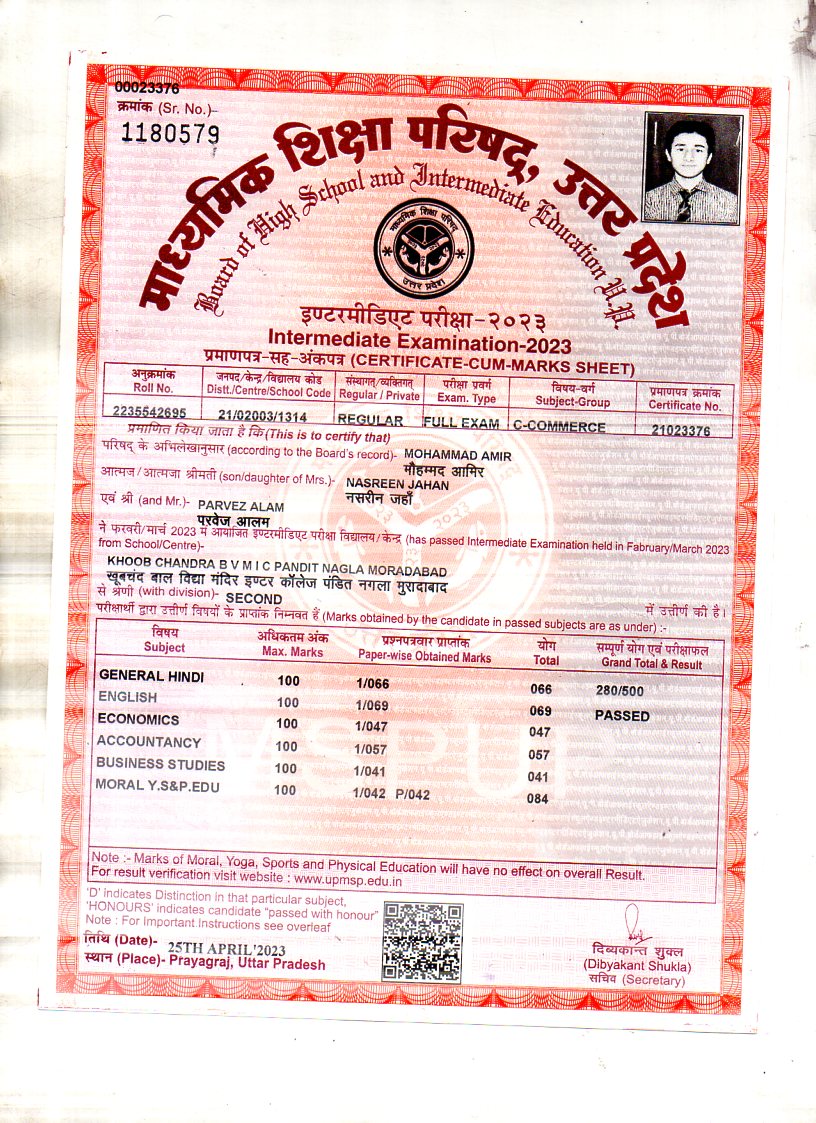 00023376
क्रमांक (Sr. No.)-
1180579
माध्यमिक शिक्षा परिषद्, उत्तर प्रदेश
Board of High School and Intermediate Education U.P.
माध्यमिक शिक्षा परिषद
उत्तर प्रदेश
इण्टरमीडिएट परीक्षा-२०२३
Intermediate Examination-2023
प्रमाणपत्र-सह-अंकपत्र (CERTIFICATE-CUM-MARKS SHEET)
अनुक्रमांक जनपद/केन्द्र/विद्यालय कोड संस्थागत/व्यक्तिगत परीक्षा प्रवर्ग विषय-वर्ग प्रमाणपत्र क्रमांक
Roll No. Distt./Centre/School Code Regular / Private Exam. Type Subject-Group Certificate No.
2235542695 21/02003/1314 REGULAR FULL EXAM C-COMMERCE 21023376
प्रमाणित किया जाता है कि (This is to certify that)
परिषद् के अभिलेखानुसार (according to the Board's record)- MOHAMMAD AMIR
मौहम्मद आमिर
आत्मज/आत्मजा श्रीमती (son/daughter of Mrs.)- NASREEN JAHAN
नसरीन जहाँ
एवं श्री (and Mr.)- PARVEZ ALAM
परवेज आलम
ने फरवरी/मार्च 2023 में आयोजित इण्टरमीडिएट परीक्षा विद्यालय/केन्द्र (has passed Intermediate Examination held in Fabruary/March 2023
from School/Centre)-
KHOOB CHANDRA B V M I C PANDIT NAGLA MORADABAD
खूबचंद बाल विद्या मंदिर इण्टर कॉलेज पंडित नगला मुरादाबाद
से श्रेणी (with division)- SECOND में उत्तीर्ण की है।
परीक्षार्थी द्वारा उत्तीर्ण विषयों के प्राप्तांक निम्नवत हैं (Marks obtained by the candidate in passed subjects are as under) :-
विषय अधिकतम अंक प्रश्नपत्रवार प्राप्तांक योग सम्पूर्ण योग एवं परीक्षाफल
Subject Max. Marks Paper-wise Obtained Marks Total Grand Total & Result
GENERAL HINDI 100 1/066 066 280/500
ENGLISH 100 1/069 069 PASSED
ECONOMICS 100 1/047 047
ACCOUNTANCY 100 1/057 057
BUSINESS STUDIES 100 1/041 041
MORAL Y.S&P.EDU 100 1/042 P/042 084
Note :- Marks of Moral, Yoga, Sports and Physical Education will have no effect on overall Result.
For result verification visit website : www.upmsp.edu.in
'D' indicates Distinction in that particular subject,
'HONOURS' indicates candidate "passed with honour"
Note : For Important Instructions see overleaf
तिथि (Date)- 25TH APRIL'2023
स्थान (Place)- Prayagraj, Uttar Pradesh
दिव्यकान्त शुक्ल
(Dibyakant Shukla)
सचिव (Secretary)